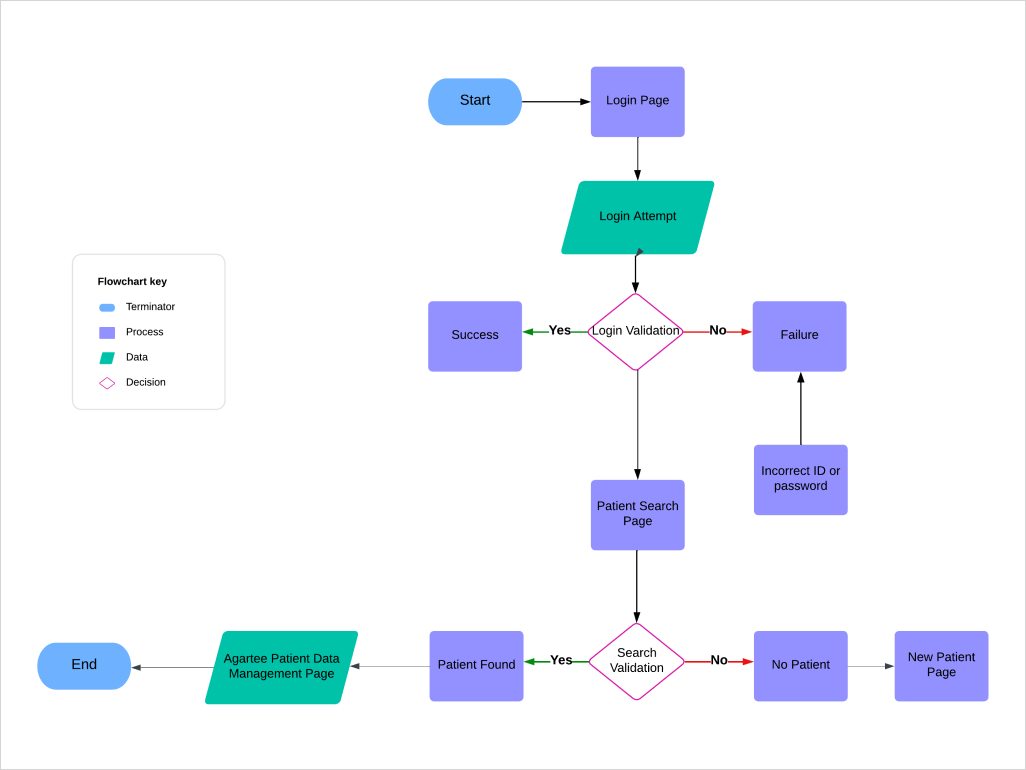 Start
Login Page
Login Attempt
Flowchart key
Terminator
Process
Data
Decision
Success
Yes
Login Validation
No
Failure
Incorrect ID or
password
Patient Search
Page
End
Agartee Patient Data
Management Page
Patient Found
Yes
Search
Validation
No
No Patient
New Patient
Page